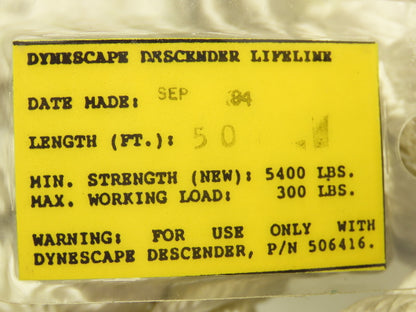 DYNESCAPE DESCENDER LIFELINE
DATE MADE: SEP 84
LENGTH (FT.): 50
MIN. STRENGTH (NEW): 5400 LBS.
MAX. WORKING LOAD: 300 LBS.
WARNING: FOR USE ONLY WITH
DYNESCAPE DESCENDER, P/N 506416.